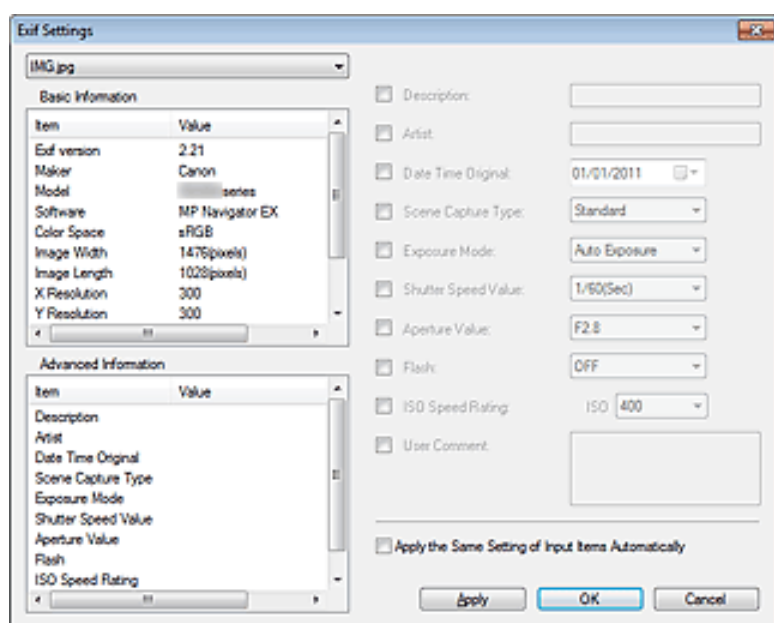 Exif Settings
IMG.jpg
Basic Information
Item Value
Exif version 2.21
Maker Canon
Model series
Software MP Navigator EX
Color Space sRGB
Image Width 1476(pixels)
Image Length 1028(pixels)
X Resolution 300
Y Resolution 300
Advanced Information
Item Value
Description
Artist
Date Time Original
Scene Capture Type
Exposure Mode
Shutter Speed Value
Aperture Value
Flash
ISO Speed Rating
Description:
Artist:
Date Time Original: 01/01/2011
Scene Capture Type: Standard
Exposure Mode: Auto Exposure
Shutter Speed Value: 1/60(Sec)
Aperture Value: F2.8
Flash: OFF
ISO Speed Rating: ISO 400
User Comment:
Apply the Same Setting of Input Items Automatically
Apply OK Cancel